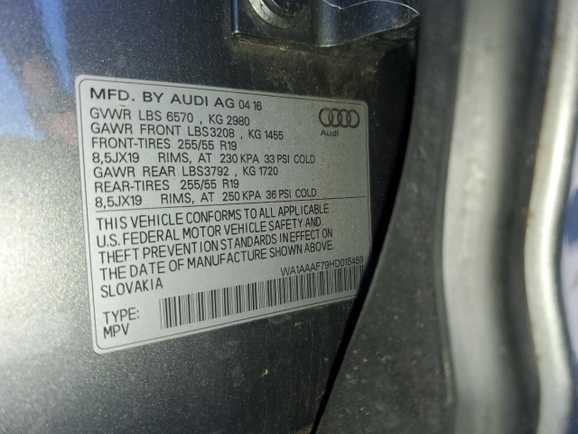 MFD. BY AUDI AG 04 16
GVWR LBS 6570 , KG 2980
GAWR FRONT LBS3208 , KG 1455
FRONT-TIRES 255/55 R19
8,5JX19 RIMS, AT 230 KPA 33 PSI COLD
GAWR REAR LBS3792 , KG 1720
REAR-TIRES 255/55 R19
8,5JX19 RIMS, AT 250 KPA 36 PSI COLD
Audi
THIS VEHICLE CONFORMS TO ALL APPLICABLE
U.S. FEDERAL MOTOR VEHICLE SAFETY AND
THEFT PREVENTION STANDARDS IN EFFECT ON
THE DATE OF MANUFACTURE SHOWN ABOVE.
SLOVAKIA
TYPE:
MPV